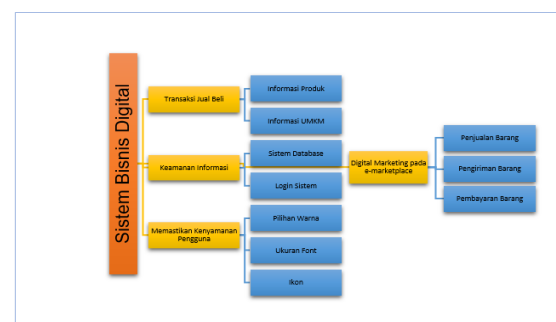 Sistem Bisnis Digital
Transaksi Jual Beli
Informasi Produk
Informasi UMKM
Keamanan Informasi
Sistem Database
Login Sistem
Digital Marketing pada
e-marketplace
Penjualan Barang
Pengiriman Barang
Pembayaran Barang
Memastikan Kenyamanan
Pengguna
Pilihan Warna
Ukuran Font
Ikon